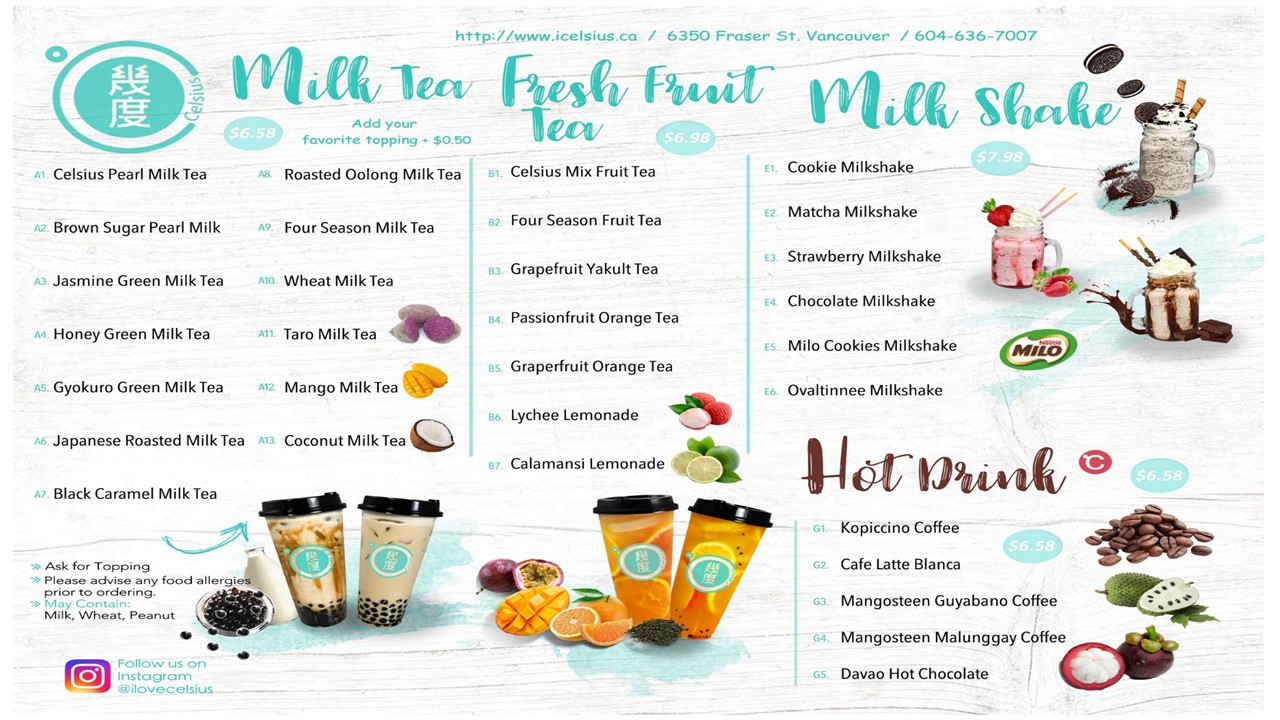 http://www.icelsius.ca / 6350 Fraser St. Vancouver / 604-636-7007
幾度
Celsius
Milk Tea
$6.58
Add your
favorite topping + $0.50
A1. Celsius Pearl Milk Tea
A2. Brown Sugar Pearl Milk
A3. Jasmine Green Milk Tea
A4. Honey Green Milk Tea
A5. Gyokuro Green Milk Tea
A6. Japanese Roasted Milk Tea
A7. Black Caramel Milk Tea
A8. Roasted Oolong Milk Tea
A9. Four Season Milk Tea
A10. Wheat Milk Tea
A11. Taro Milk Tea
A12. Mango Milk Tea
A13. Coconut Milk Tea
Fresh Fruit
Tea
$6.98
B1. Celsius Mix Fruit Tea
B2. Four Season Fruit Tea
B3. Grapefruit Yakult Tea
B4. Passionfruit Orange Tea
B5. Graperfruit Orange Tea
B6. Lychee Lemonade
B7. Calamansi Lemonade
Milk Shake
$7.98
E1. Cookie Milkshake
E2. Matcha Milkshake
E3. Strawberry Milkshake
E4. Chocolate Milkshake
E5. Milo Cookies Milkshake
E6. Ovaltinnee Milkshake
Nestlé
MILO
Hot Drink
°C
$6.58
G1. Kopiccino Coffee
G2. Cafe Latte Blanca
G3. Mangosteen Guyabano Coffee
G4. Mangosteen Malunggay Coffee
G5. Davao Hot Chocolate
$6.58
幾度
幾度
幾度
幾度
» Ask for Topping
» Please advise any food allergies
prior to ordering.
» May Contain:
Milk, Wheat, Peanut
Follow us on
Instagram
@ilovecelsius